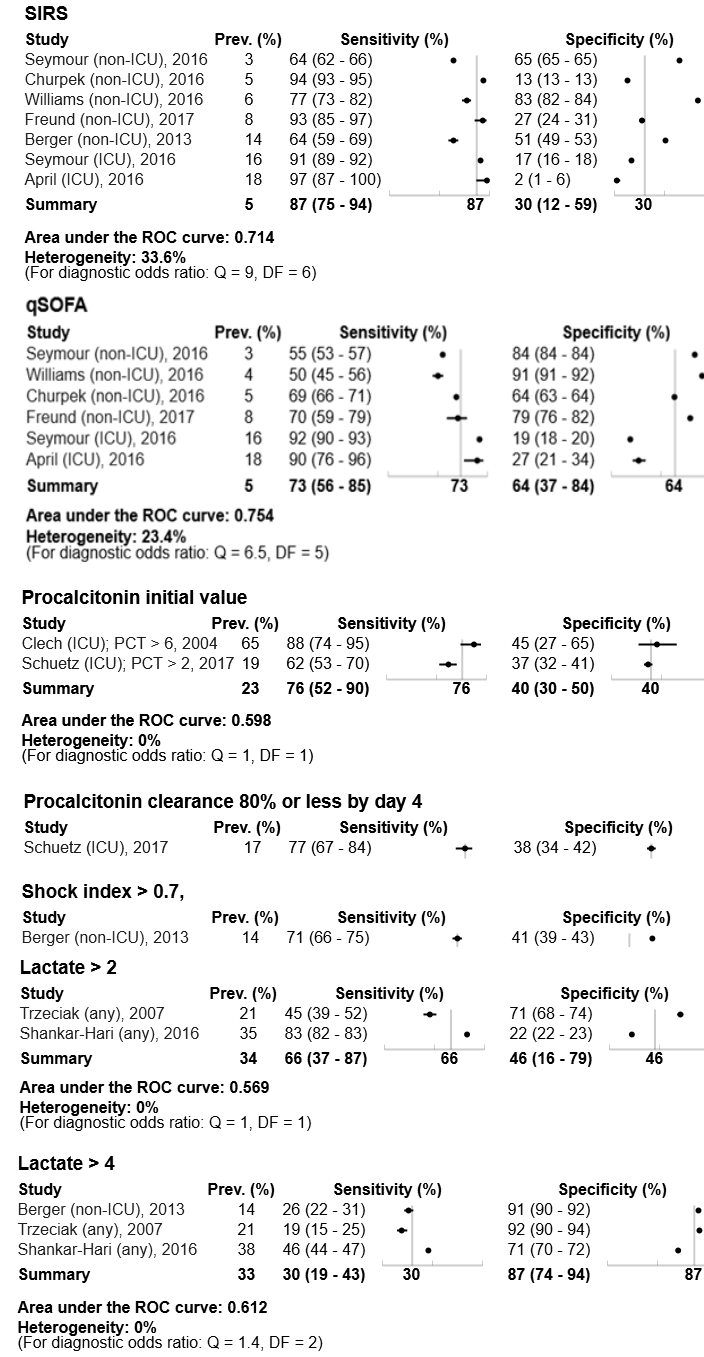 SIRS
Study Prev. (%) Sensitivity (%) Specificity (%)
Seymour (non-ICU), 2016 3 64 (62 - 66) 65 (65 - 65)
Churpek (non-ICU), 2016 5 94 (93 - 95) 13 (13 - 13)
Williams (non-ICU), 2016 6 77 (73 - 82) 83 (82 - 84)
Freund (non-ICU), 2017 8 93 (85 - 97) 27 (24 - 31)
Berger (non-ICU), 2013 14 64 (59 - 69) 51 (49 - 53)
Seymour (ICU), 2016 16 91 (89 - 92) 17 (16 - 18)
April (ICU), 2016 18 97 (87 - 100) 2 (1 - 6)
Summary 5 87 (75 - 94) 87 30 (12 - 59) 30
Area under the ROC curve: 0.714
Heterogeneity: 33.6%
(For diagnostic odds ratio: Q = 9, DF = 6)
qSOFA
Study Prev. (%) Sensitivity (%) Specificity (%)
Seymour (non-ICU), 2016 3 55 (53 - 57) 84 (84 - 84)
Williams (non-ICU), 2016 4 50 (45 - 56) 91 (91 - 92)
Churpek (non-ICU), 2016 5 69 (66 - 71) 64 (63 - 64)
Freund (non-ICU), 2017 8 70 (59 - 79) 79 (76 - 82)
Seymour (ICU), 2016 16 92 (90 - 93) 19 (18 - 20)
April (ICU), 2016 18 90 (76 - 96) 27 (21 - 34)
Summary 5 73 (56 - 85) 73 64 (37 - 84) 64
Area under the ROC curve: 0.754
Heterogeneity: 23.4%
(For diagnostic odds ratio: Q = 6.5, DF = 5)
Procalcitonin initial value
Study Prev. (%) Sensitivity (%) Specificity (%)
Clech (ICU); PCT > 6, 2004 65 88 (74 - 95) 45 (27 - 65)
Schuetz (ICU); PCT > 2, 2017 19 62 (53 - 70) 37 (32 - 41)
Summary 23 76 (52 - 90) 76 40 (30 - 50) 40
Area under the ROC curve: 0.598
Heterogeneity: 0%
(For diagnostic odds ratio: Q = 1, DF = 1)
Procalcitonin clearance 80% or less by day 4
Study Prev. (%) Sensitivity (%) Specificity (%)
Schuetz (ICU), 2017 17 77 (67 - 84) 38 (34 - 42)
Shock index > 0.7,
Study Prev. (%) Sensitivity (%) Specificity (%)
Berger (non-ICU), 2013 14 71 (66 - 75) 41 (39 - 43)
Lactate > 2
Study Prev. (%) Sensitivity (%) Specificity (%)
Trzeciak (any), 2007 21 45 (39 - 52) 71 (68 - 74)
Shankar-Hari (any), 2016 35 83 (82 - 83) 22 (22 - 23)
Summary 34 66 (37 - 87) 66 46 (16 - 79) 46
Area under the ROC curve: 0.569
Heterogeneity: 0%
(For diagnostic odds ratio: Q = 1, DF = 1)
Lactate > 4
Study Prev. (%) Sensitivity (%) Specificity (%)
Berger (non-ICU), 2013 14 26 (22 - 31) 91 (90 - 92)
Trzeciak (any), 2007 21 19 (15 - 25) 92 (90 - 94)
Shankar-Hari (any), 2016 38 46 (44 - 47) 71 (70 - 72)
Summary 33 30 (19 - 43) 30 87 (74 - 94) 87
Area under the ROC curve: 0.612
Heterogeneity: 0%
(For diagnostic odds ratio: Q = 1.4, DF = 2)